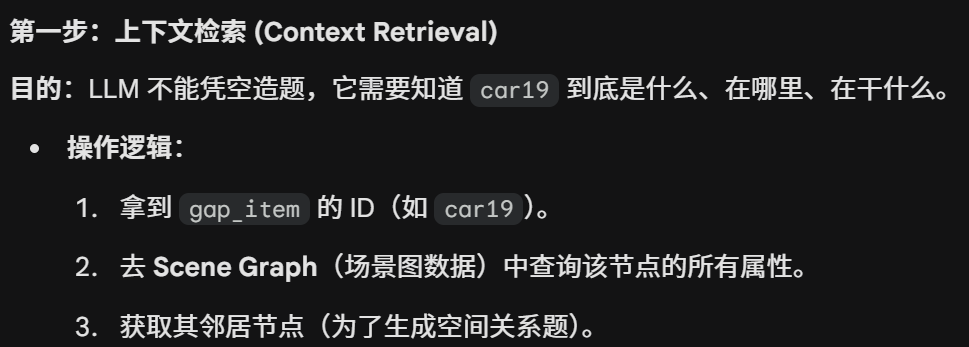 第一步：上下文检索 (Context Retrieval)
目的：LLM 不能凭空造题，它需要知道 car19 到底是什么、在哪里、在干什么。
• 操作逻辑：
1. 拿到 gap_item 的 ID（如 car19）。
2. 去 Scene Graph（场景图数据）中查询该节点的所有属性。
3. 获取其邻居节点（为了生成空间关系题）。